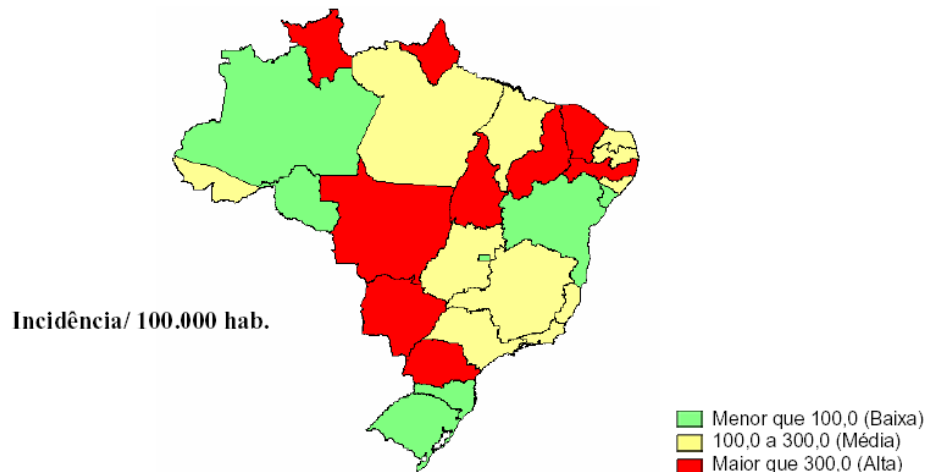 Incidência/ 100.000 hab.
Menor que 100,0 (Baixa)
100,0 a 300,0 (Média)
Maior que 300,0 (Alta)